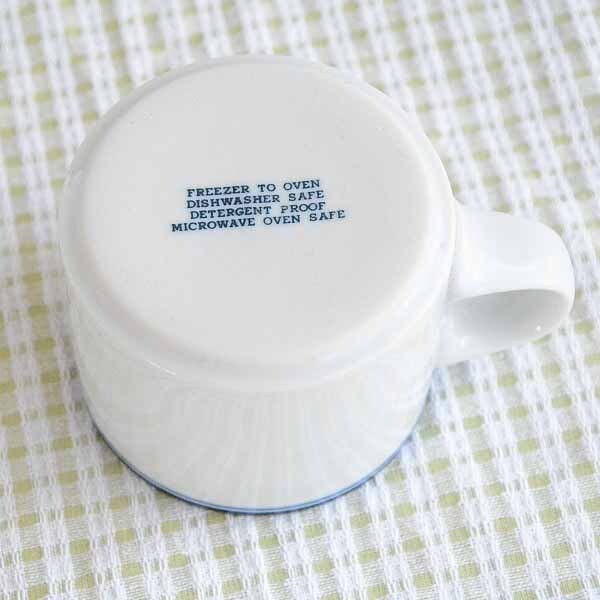 FREEZER TO OVEN
DISHWASHER SAFE
DETERGENT PROOF
MICROWAVE OVEN SAFE